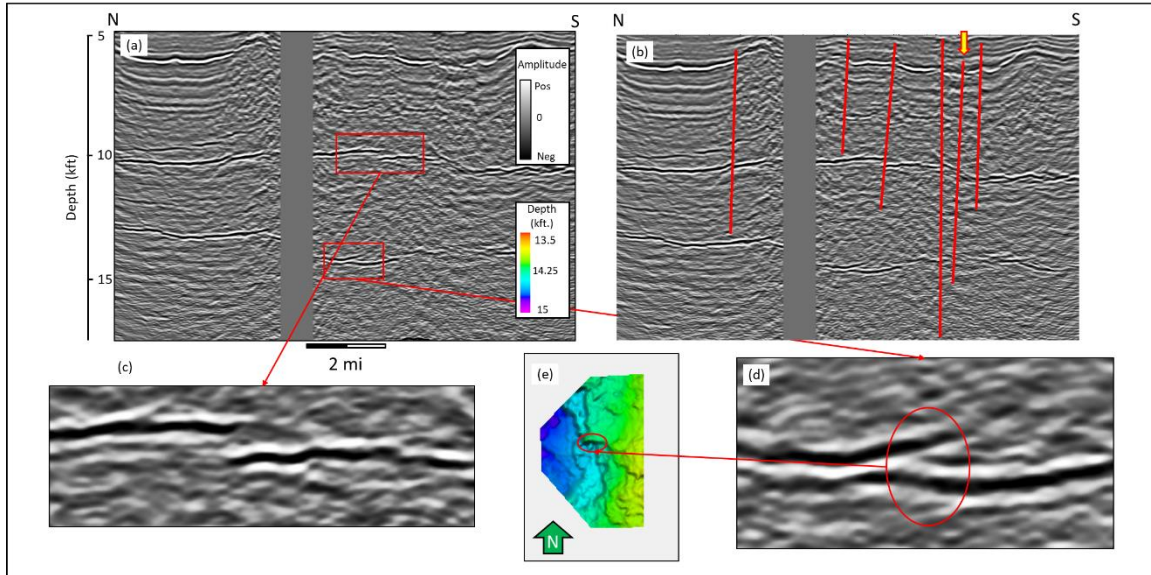 N
S
N
S
5
(a)
(b)
Amplitude
Pos
0
Neg
10
Depth (kft)
Depth
(kft.)
13.5
14.25
15
15
2 mi
(c)
(e)
(d)
N